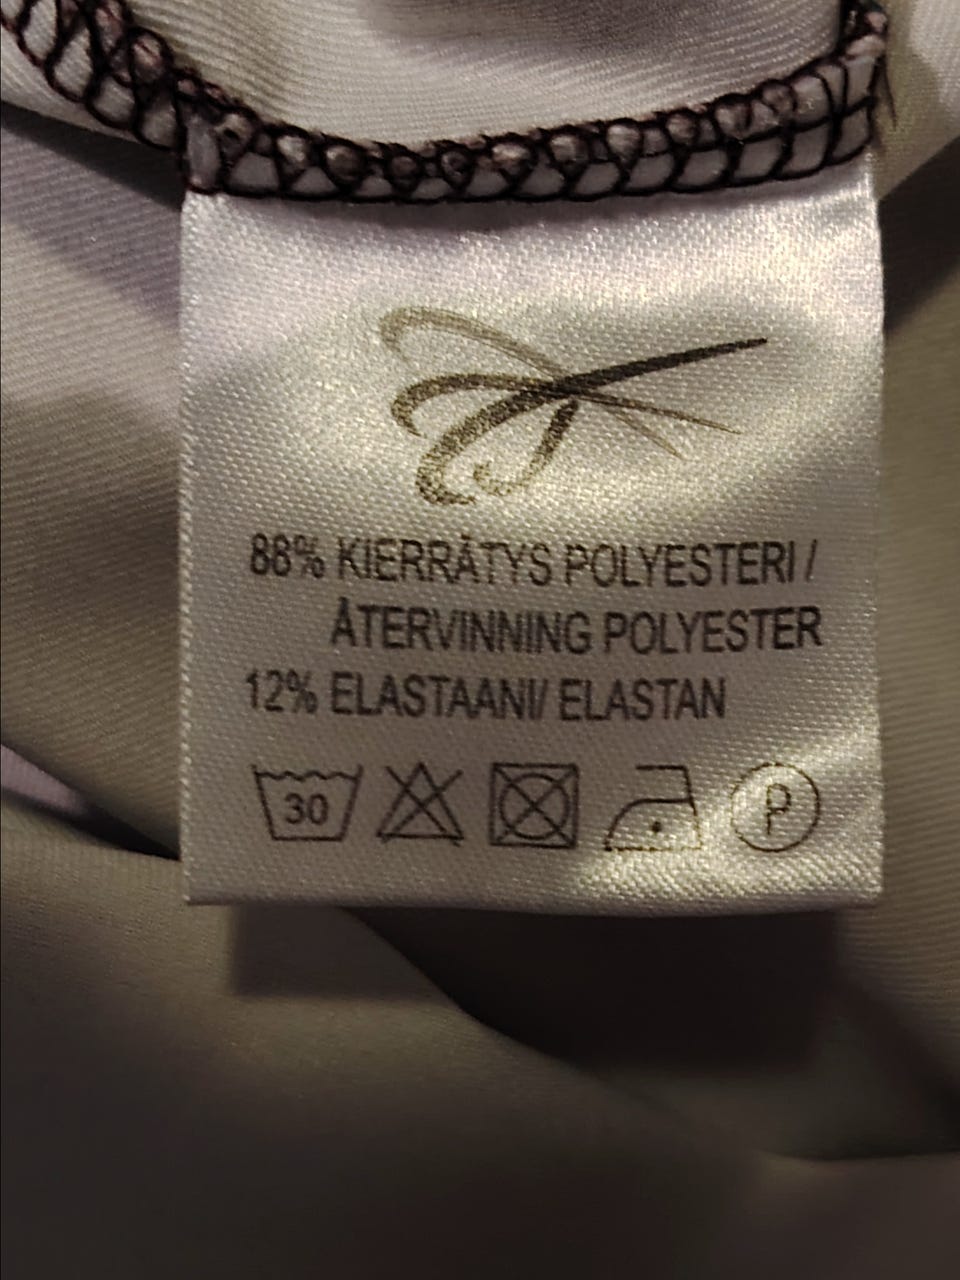 88% KIERRÄTYS POLYESTERI /
ÅTERVINNING POLYESTER
12% ELASTAANI/ ELASTAN
30 P